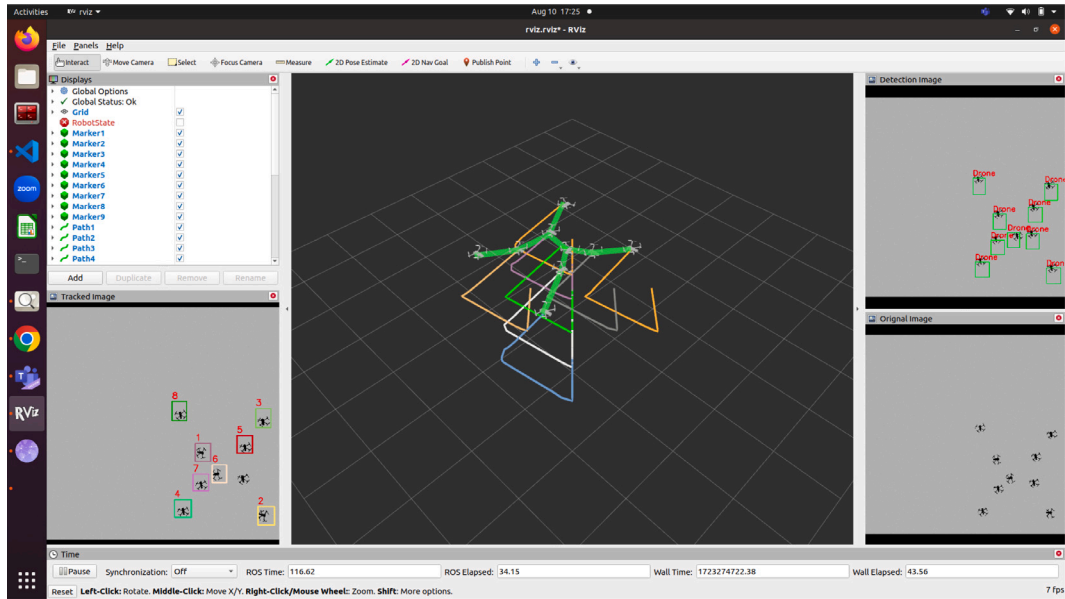 Activities
RViz rviz
Aug 10 17:25
rviz.rviz* - RViz
File Panels Help
Interact Move Camera Select Focus Camera Measure 2D Pose Estimate 2D Nav Goal Publish Point
Displays
Global Options
Global Status: Ok
Grid
RobotState
Marker1
Marker2
Marker3
Marker4
Marker5
Marker6
Marker7
Marker8
Marker9
Path1
Path2
Path3
Path4
Add Duplicate Remove Rename
Tracked Image
8
3
1
5
7
6
4
2
Detection Image
Drone
Drone
Drone
Drone
Drone
Drone
Drone
Orignal Image
zoom
RViz
Time
Pause Synchronization: Off ROS Time: 116.62 ROS Elapsed: 34.15 Wall Time: 1723274722.38 Wall Elapsed: 43.56
Reset Left-Click: Rotate. Middle-Click: Move X/Y. Right-Click/Mouse Wheel:: Zoom. Shift: More options. 7 fps